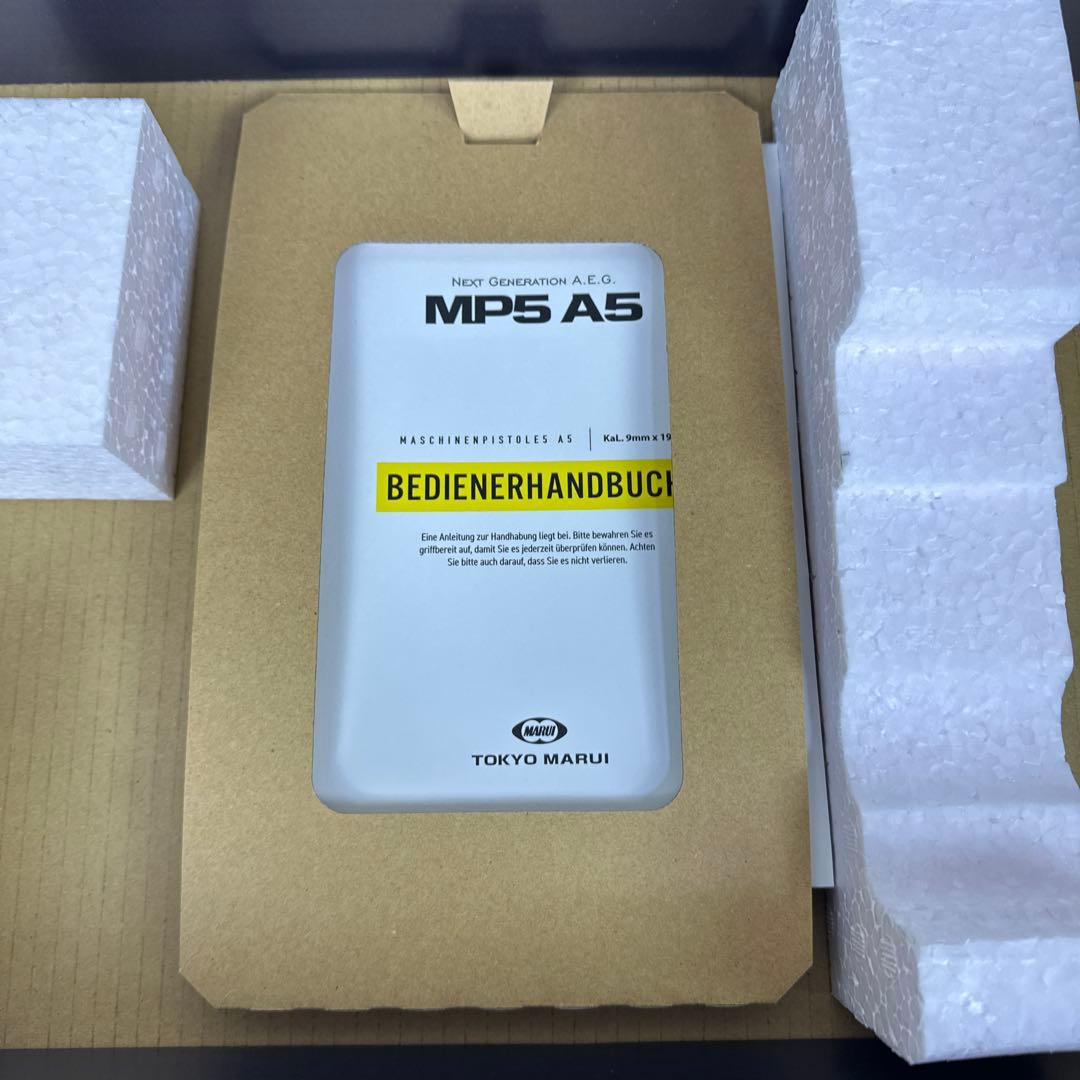 NEXT GENERATION A.E.G.
MP5 A5
MASCHINENPISTOLE5 A5 | KaL. 9mm x 19
BEDIENERHANDBUCH
Eine Anleitung zur Handhabung liegt bei. Bitte bewahren Sie es
griffbereit auf, damit Sie es jederzeit überprüfen können. Achten
Sie bitte auch darauf, dass Sie es nicht verlieren.
MARUI
TOKYO MARUI